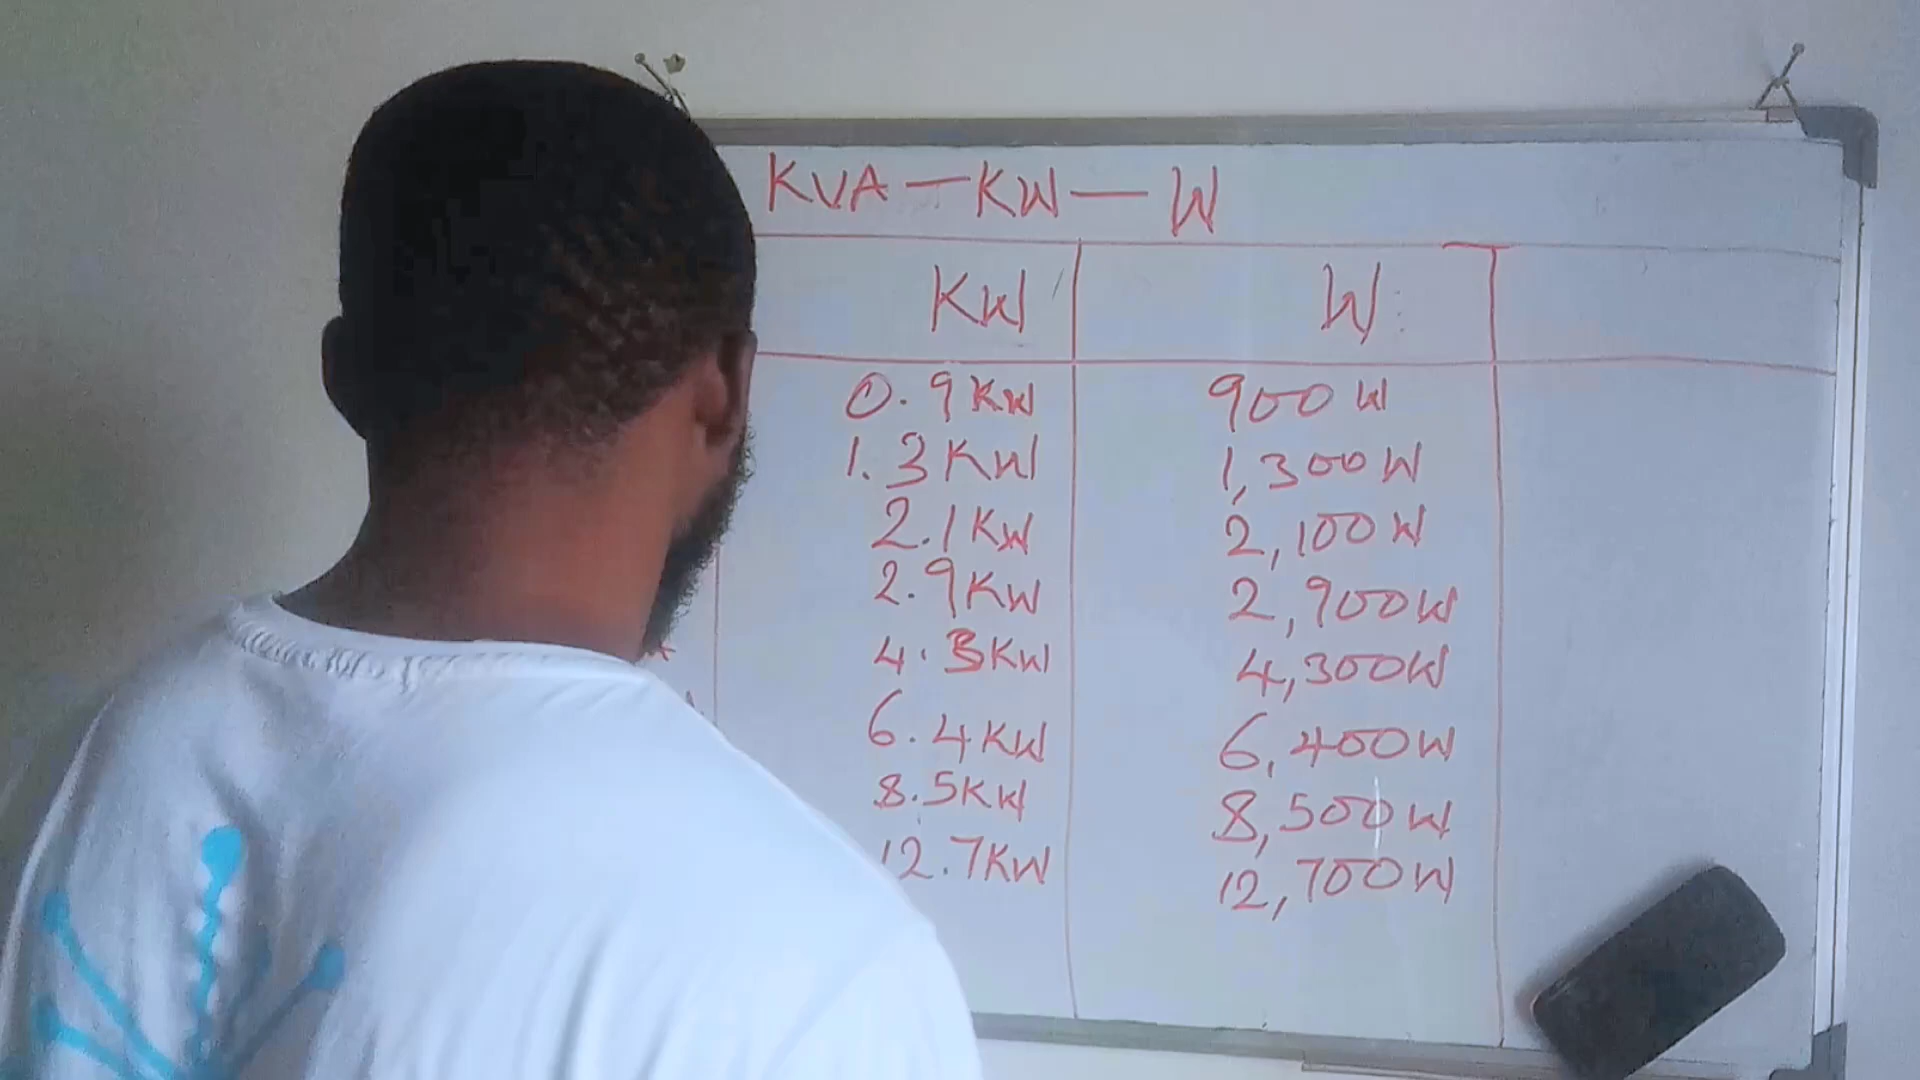 KVA — KW — W
KW W
0.9KW 900W
1.3KW 1,300W
2.1KW 2,100W
2.9KW 2,900W
4.3KW 4,300W
6.4KW 6,400W
8.5KW 8,500W
12.7KW 12,700W